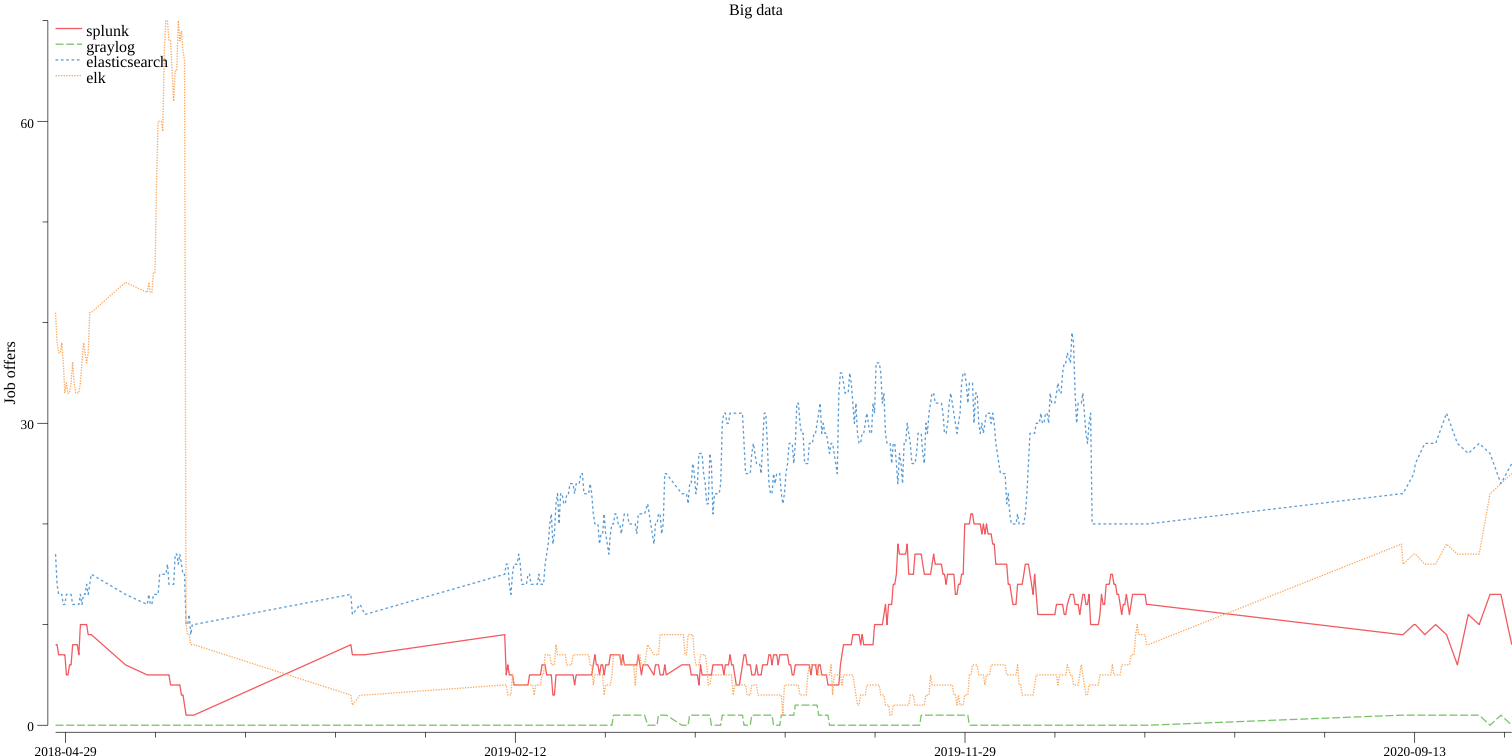 Big data
splunk
graylog
elasticsearch
elk
60
Job offers
30
0
2018-04-29
2019-02-12
2019-11-29
2020-09-13